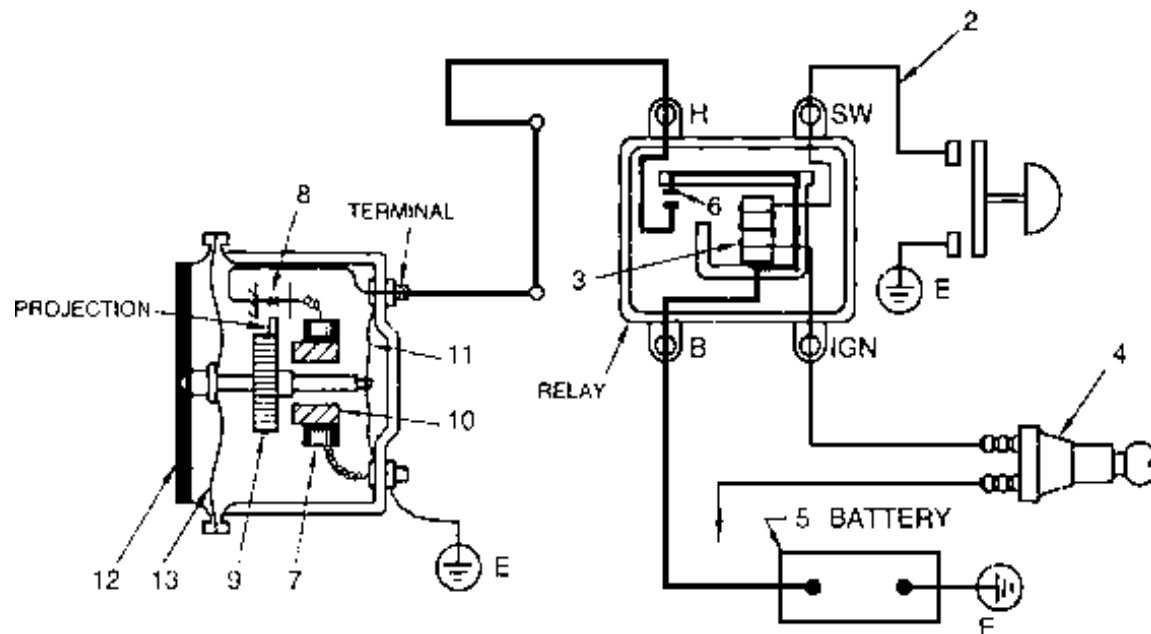 2
H
SW
8
TERMINAL
6
3
E
PROJECTION
11
B
IGN
4
RELAY
10
5 BATTERY
12
13
9
7
E
E